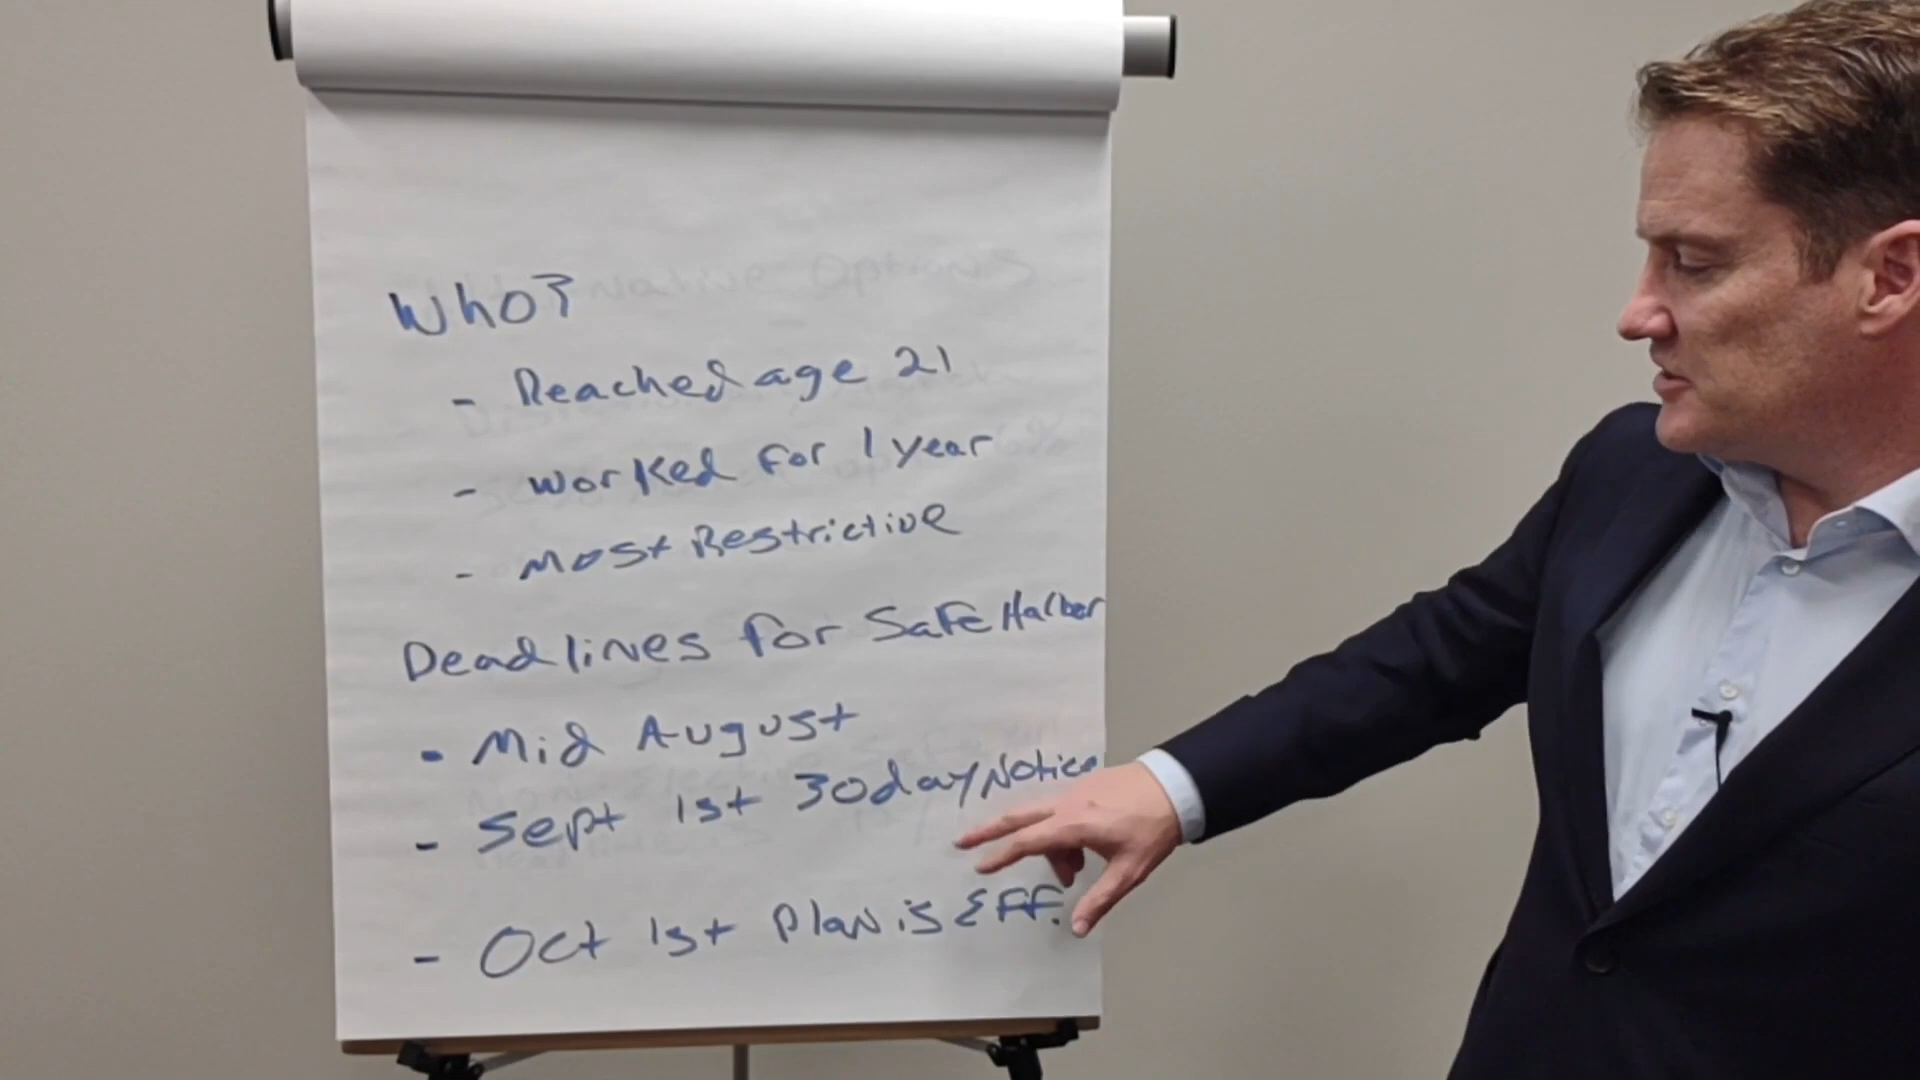 Who?
- Reached age 21
- Worked for 1 year
- Most Restrictive
Deadlines for Safe Harbor
- Mid August
- Sept 1st 30 day Notice
- Oct 1st Plan is Eff.